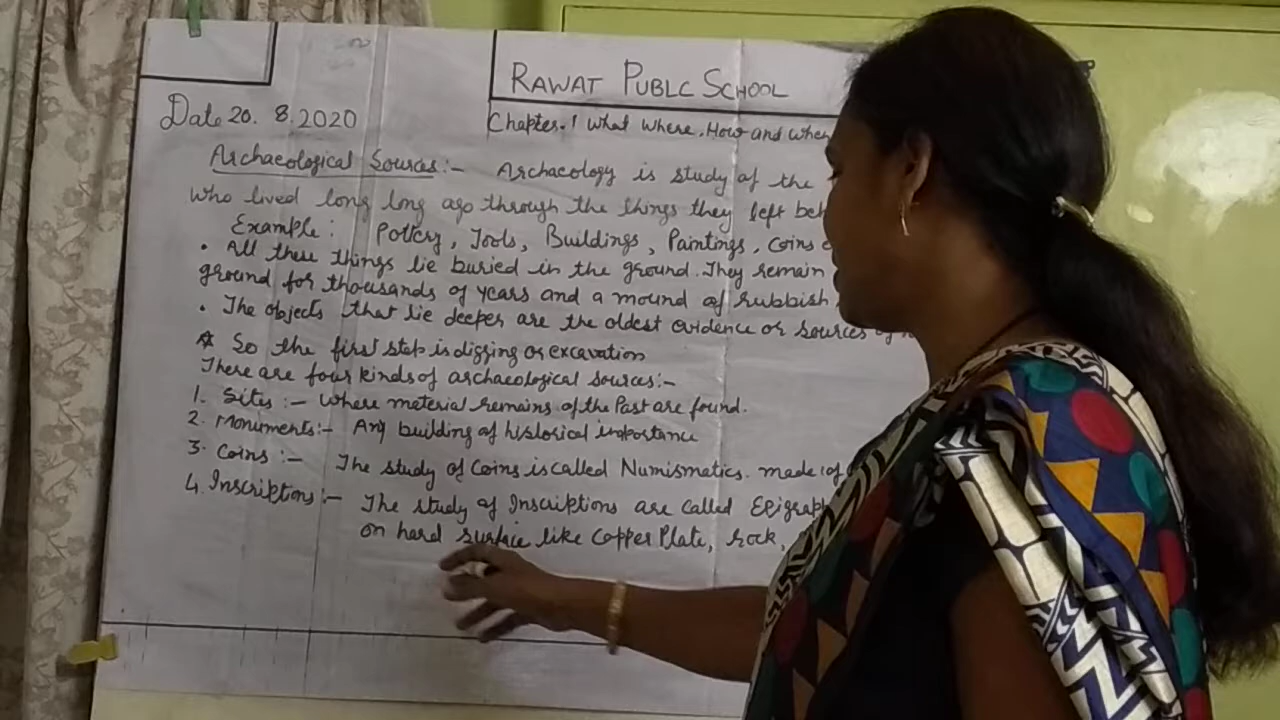 RAWAT PUBLC SCHOOL
Date 20. 8. 2020
Chapter. 1 What Where. How and when
Archaeological Sources :- Archaeology is study of the
who lived long long ago through the things they left beh
Example : Pottery, Tools, Buildings, Paintings, Coins
• All these things lie buried in the ground. They remain
ground for thousands of years and a mound of rubbish
• The objects that lie deeper are the oldest evidence or sources of
* So the first step is digging or excavation
There are four kinds of archaeological sources :-
1. Sites :- Where material remains of the Past are found.
2. Monuments :- Any building of historical importance
3. Coins :- The study of Coins is called Numismatics. made of
4. Inscriptions :- The study of Inscriptions are called Epigraph
on hard surface like Copper Plate, rock,